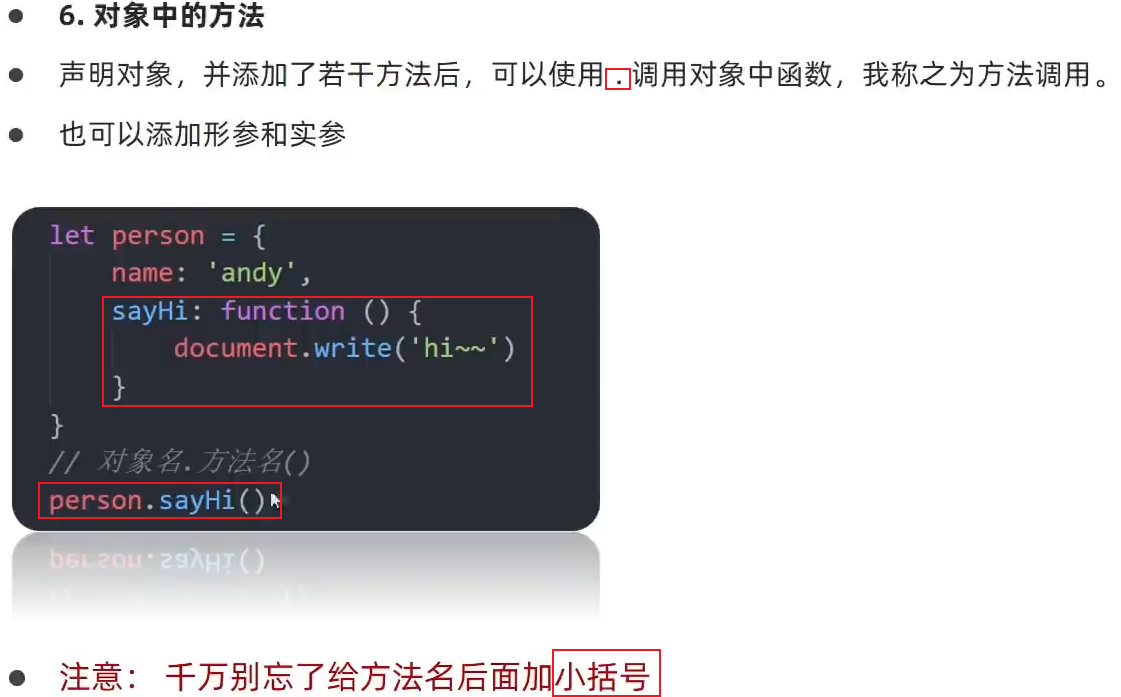 6. 对象中的方法
声明对象，并添加了若干方法后，可以使用 . 调用对象中函数，我称之为方法调用。
也可以添加形参和实参
let person = {
name: 'andy',
sayHi: function () {
document.write('hi~~')
}
}
// 对象名.方法名()
person.sayHi()
注意： 千万别忘了给方法名后面加小括号